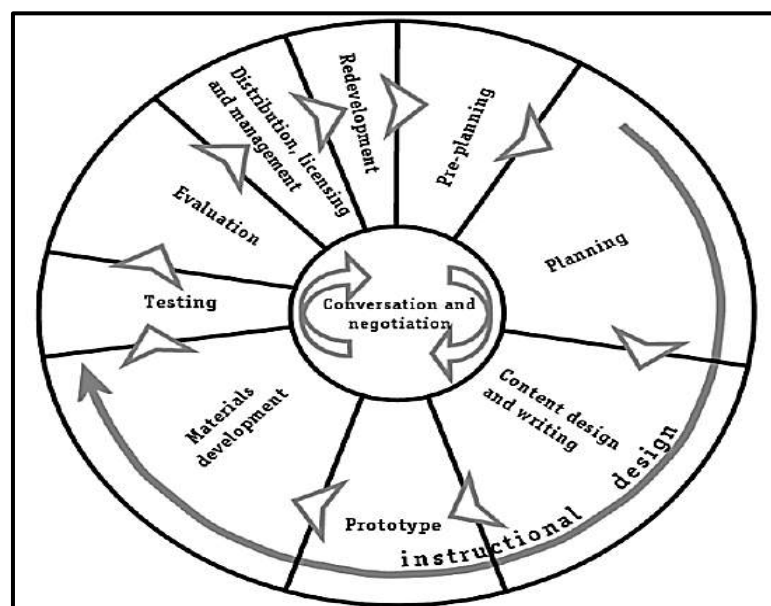 Pre-planning
Planning
Content design
and writing
Prototype
Materials
development
Testing
Evaluation
Distribution, licensing
and management
Redevelopment
Conversation and
negotiation
instructional design